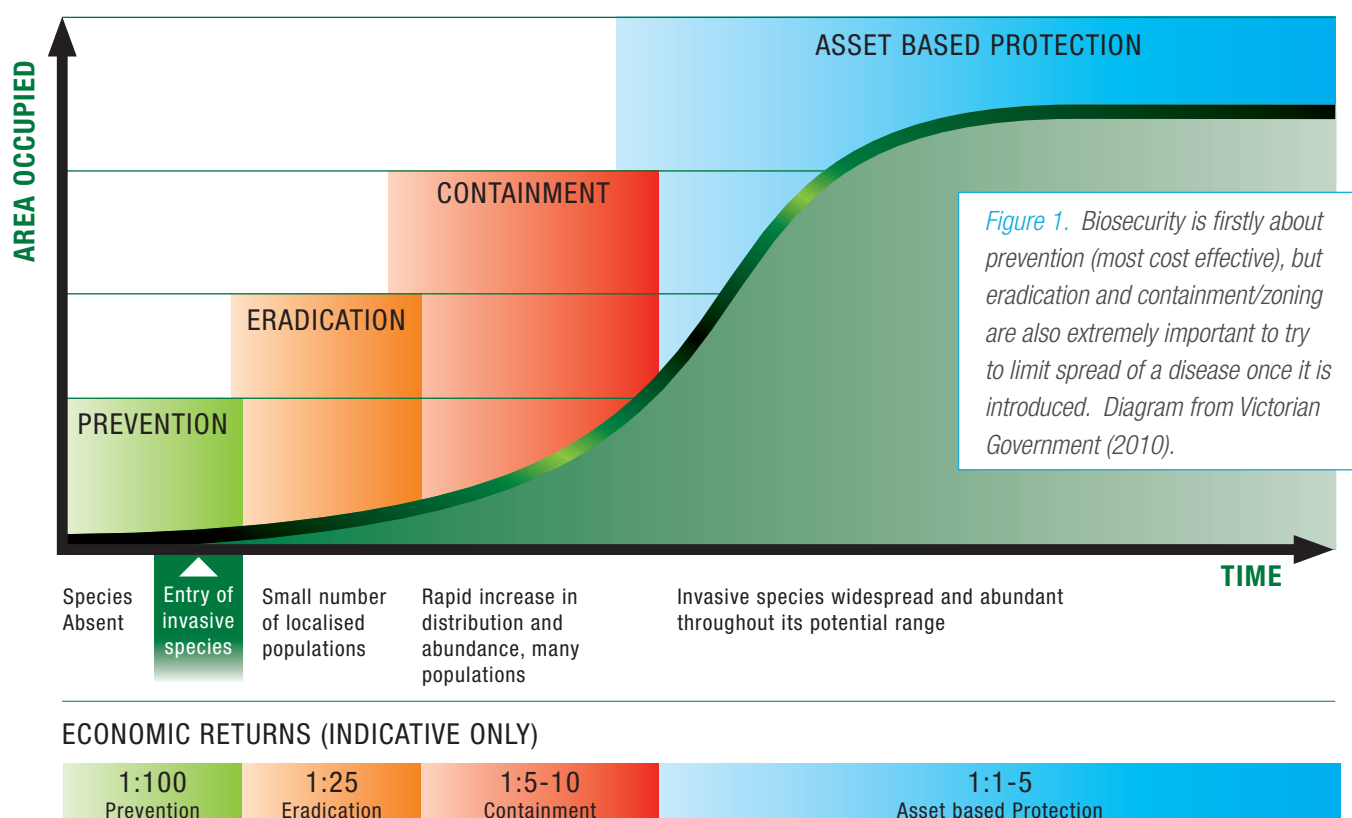 AREA OCCUPIED
ASSET BASED PROTECTION
CONTAINMENT
ERADICATION
PREVENTION
Figure 1. Biosecurity is firstly about
prevention (most cost effective), but
eradication and containment/zoning
are also extremely important to try
to limit spread of a disease once it is
introduced. Diagram from Victorian
Government (2010).
TIME
Species
Absent
Entry of
invasive
species
Small number
of localised
populations
Rapid increase in
distribution and
abundance, many
populations
Invasive species widespread and abundant
throughout its potential range
ECONOMIC RETURNS (INDICATIVE ONLY)
1:100
Prevention
1:25
Eradication
1:5-10
Containment
1:1-5
Asset based Protection